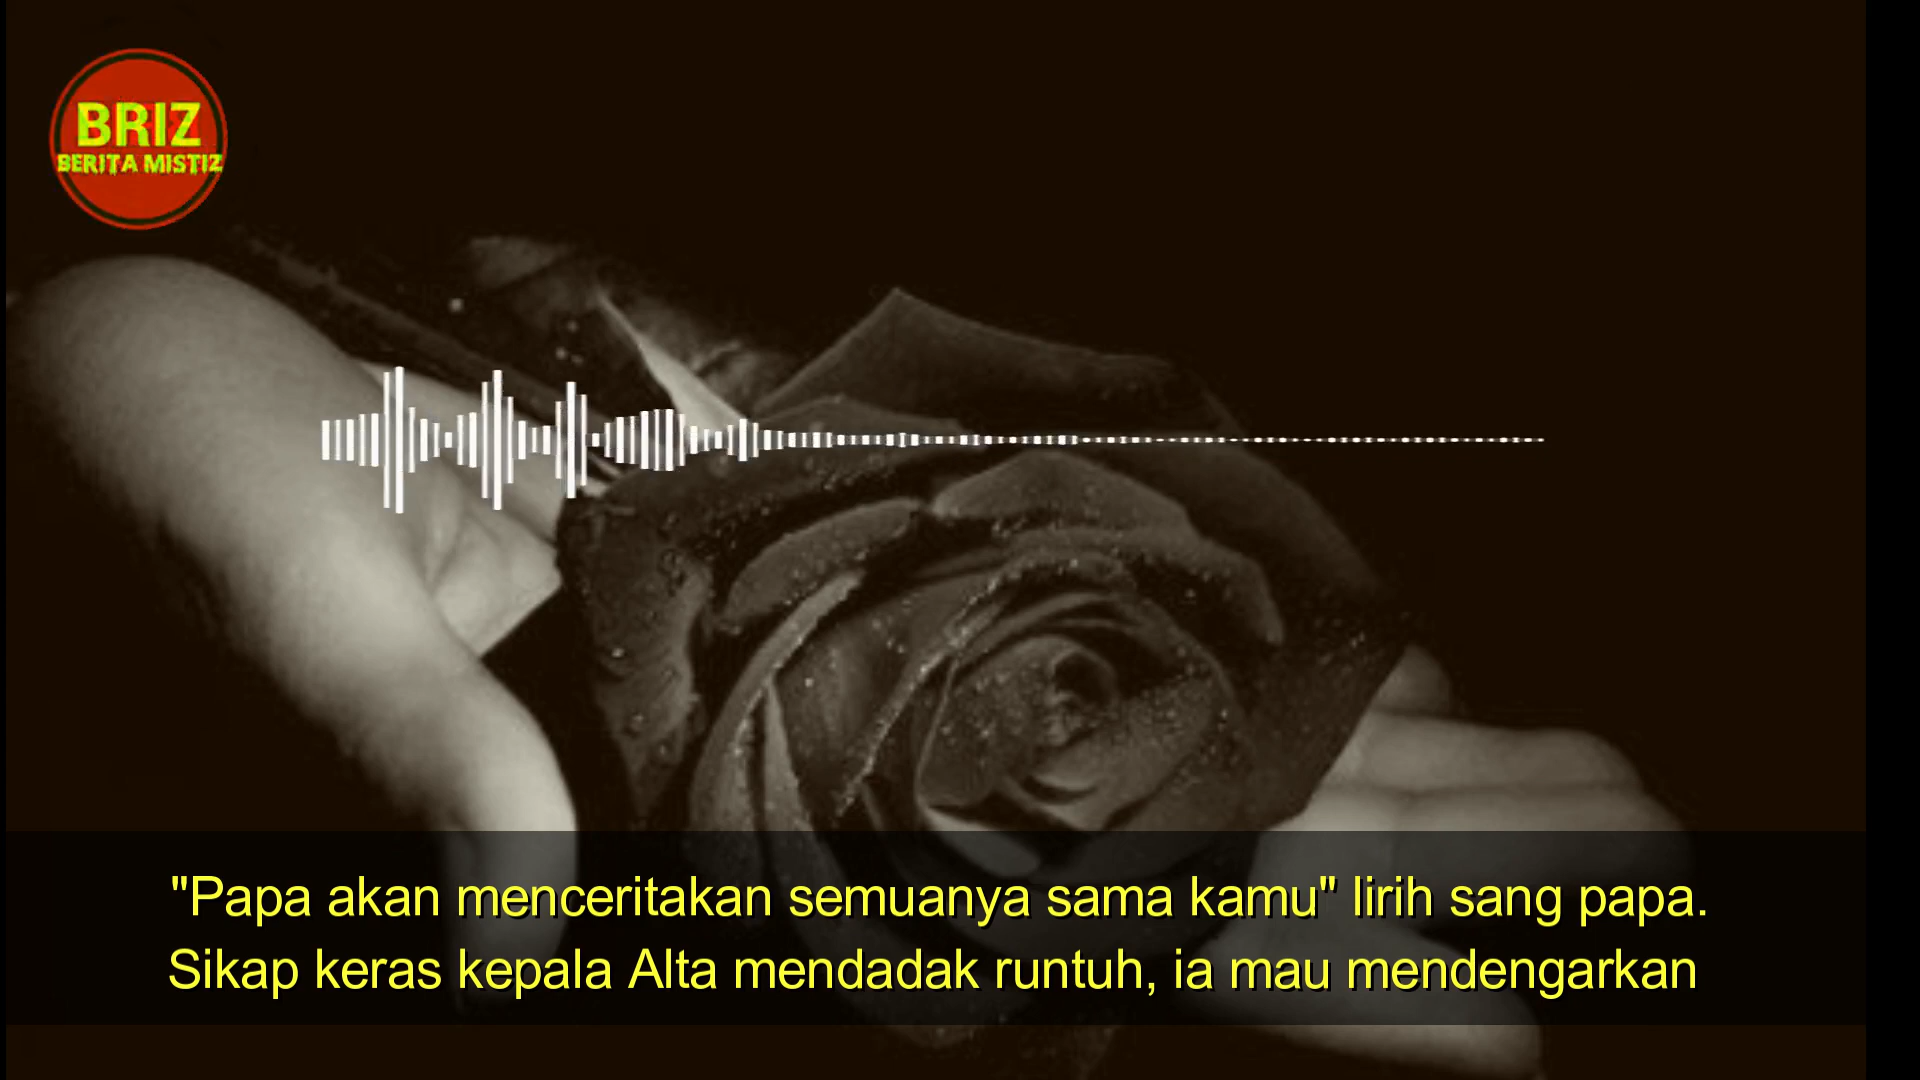 BRIZ
BERITA MISTIZ
"Papa akan menceritakan semuanya sama kamu" lirih sang papa.
Sikap keras kepala Alta mendadak runtuh, ia mau mendengarkan